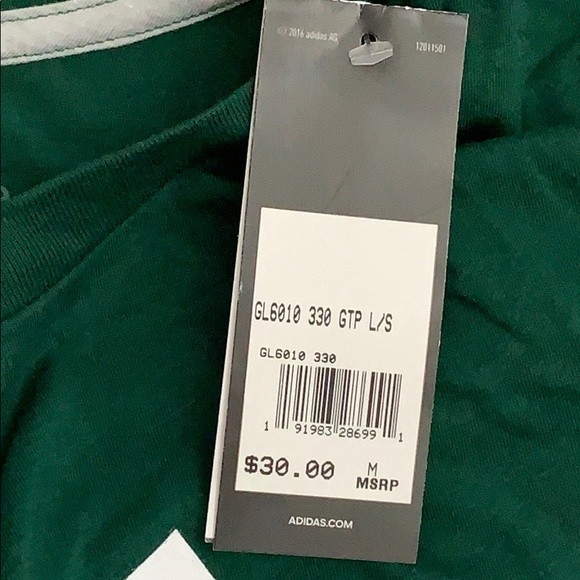 © 2016 adidas AG
12011501
GL6010 330 GTP L/S
GL6010 330
1 91983 28699 1
$30.00 M
MSRP
ADIDAS.COM